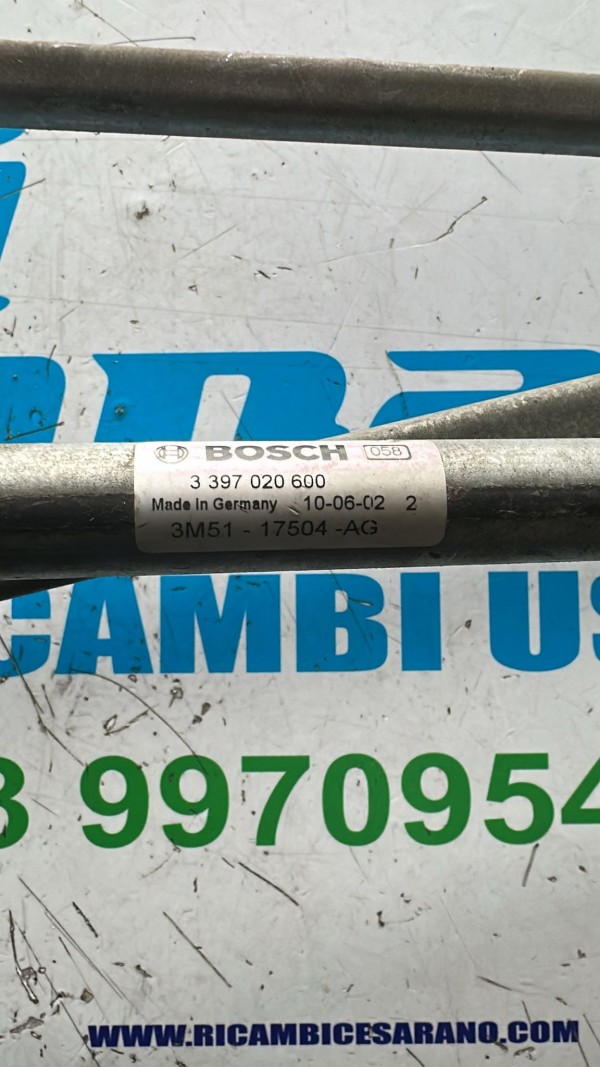 BOSCH 058
3 397 020 600
Made in Germany 10-06-02 2
3M51 - 17504 -AG
CAMBI US
3 9970954
WWW.RICAMBICESARANO.COM